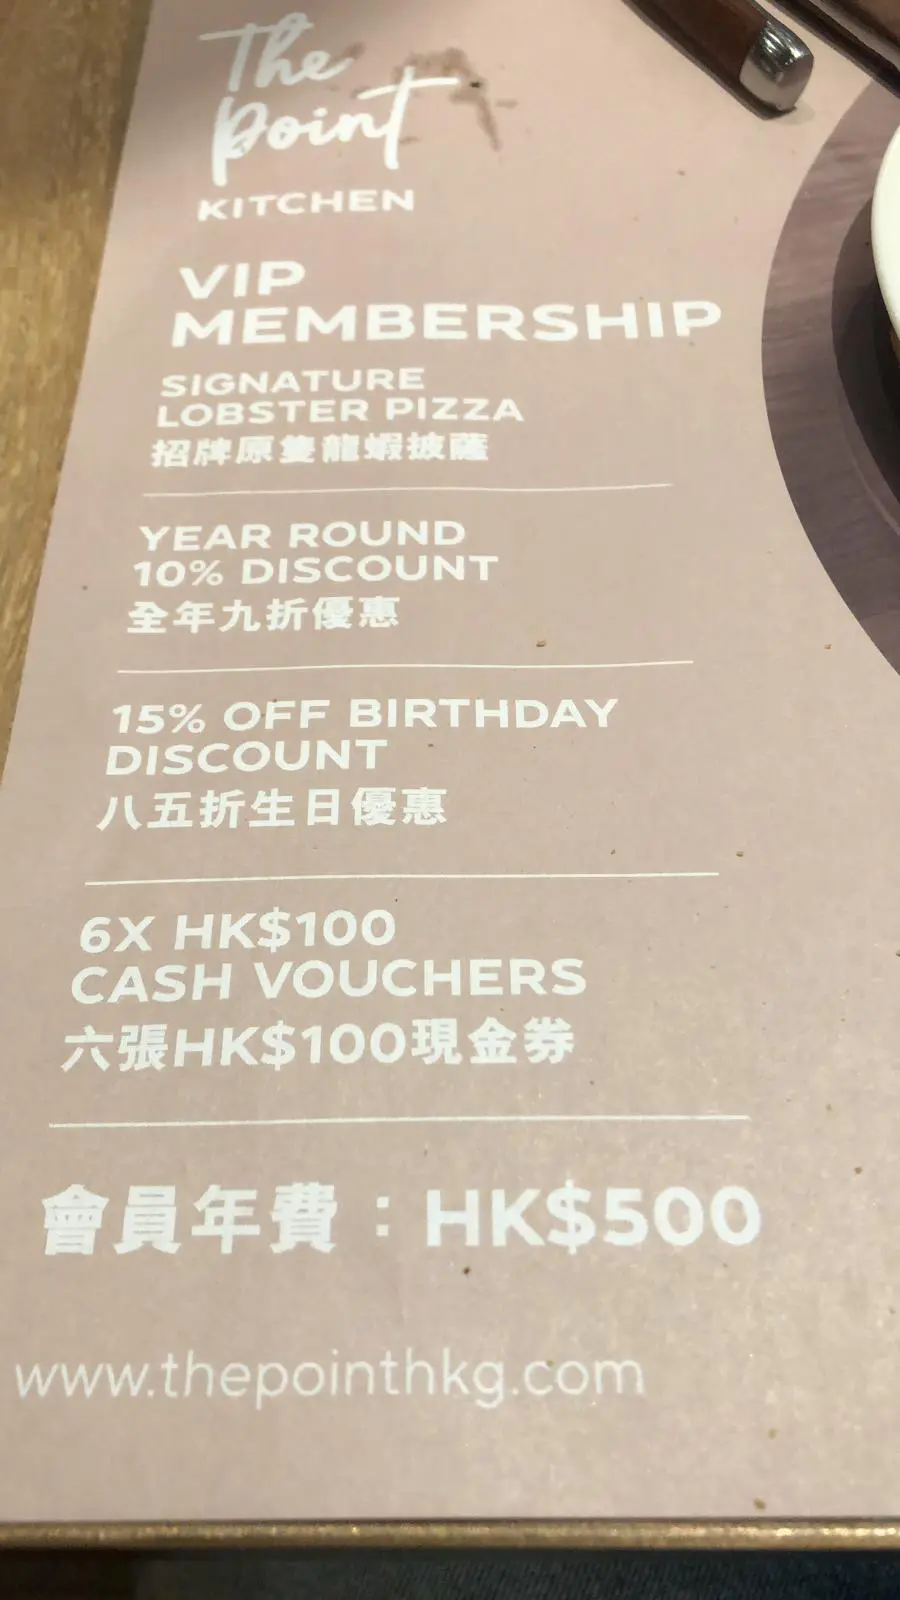 The
Point
KITCHEN
VIP
MEMBERSHIP
SIGNATURE
LOBSTER PIZZA
招牌原隻龍蝦披薩
YEAR ROUND
10% DISCOUNT
全年九折優惠
15% OFF BIRTHDAY
DISCOUNT
八五折生日優惠
6X HK$100
CASH VOUCHERS
六張HK$100現金券
會員年費：HK$500
www.thepointhkg.com